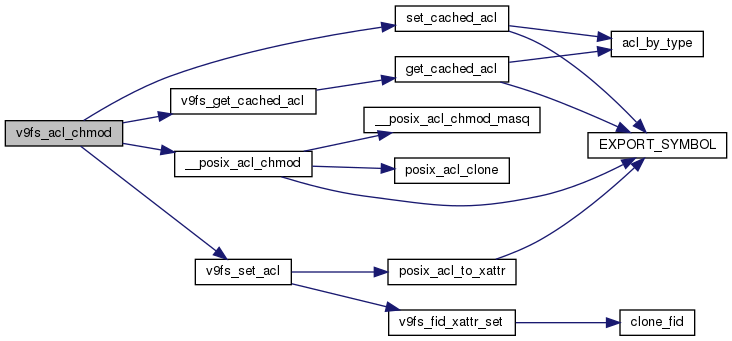 set_cached_acl
acl_by_type
get_cached_acl
v9fs_get_cached_acl
__posix_acl_chmod_masq
v9fs_acl_chmod
EXPORT_SYMBOL
__posix_acl_chmod
posix_acl_clone
v9fs_set_acl
posix_acl_to_xattr
v9fs_fid_xattr_set
clone_fid